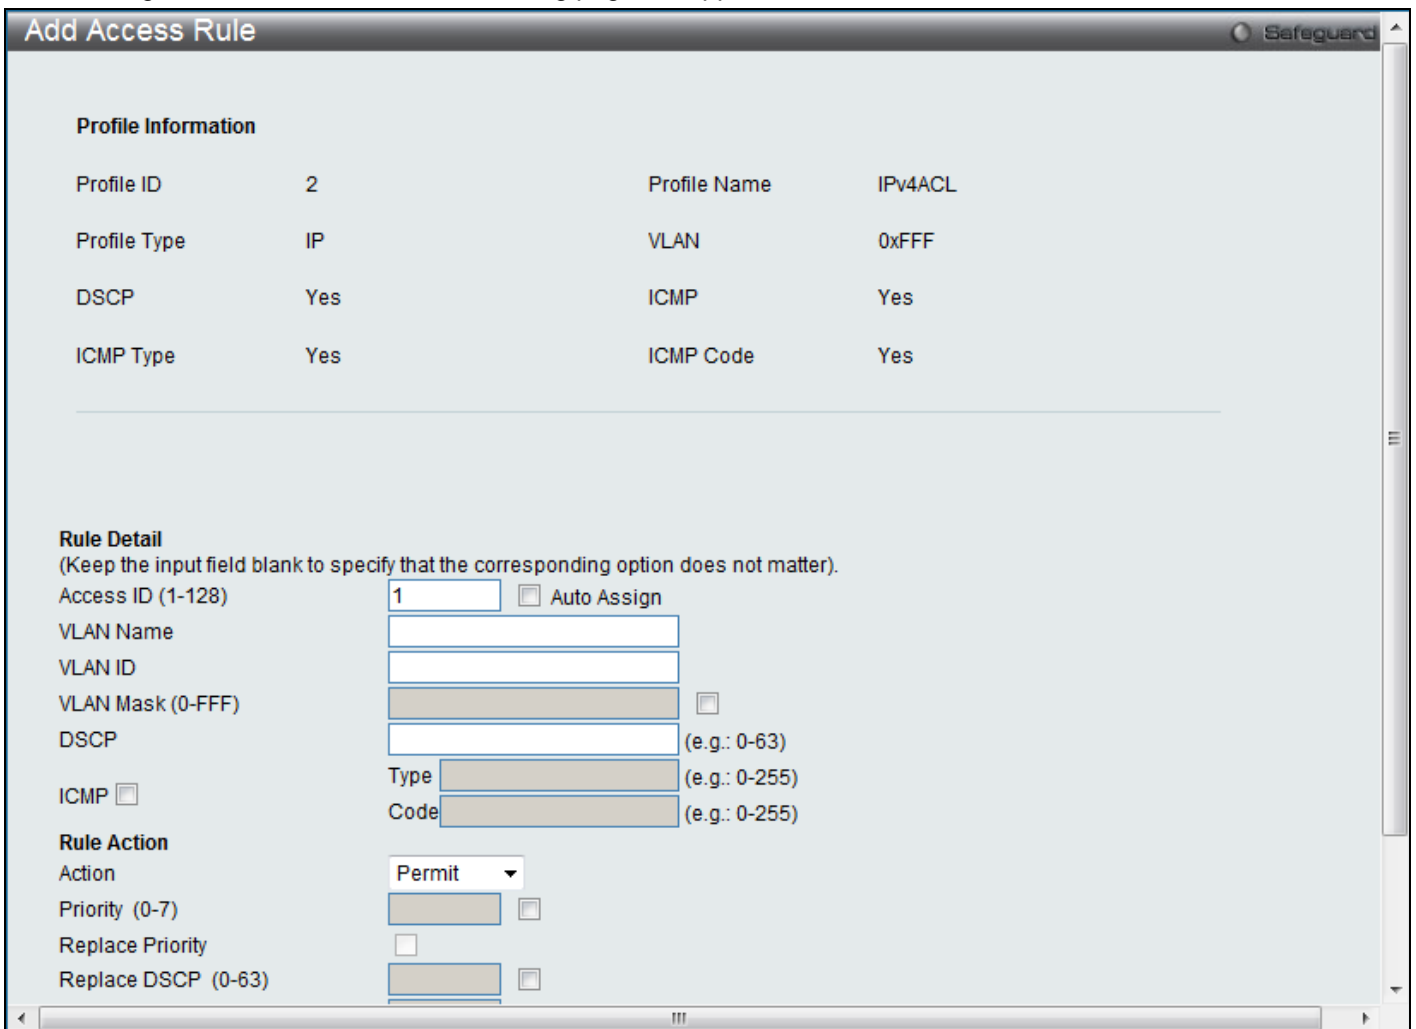 Add Access Rule Safeguard
Profile Information
Profile ID 2 Profile Name IPv4ACL
Profile Type IP VLAN 0xFFF
DSCP Yes ICMP Yes
ICMP Type Yes ICMP Code Yes
Rule Detail
(Keep the input field blank to specify that the corresponding option does not matter).
Access ID (1-128) 1 Auto Assign
VLAN Name
VLAN ID
VLAN Mask (0-FFF)
DSCP (e.g.: 0-63)
ICMP Type (e.g.: 0-255)
Code (e.g.: 0-255)
Rule Action
Action Permit
Priority (0-7)
Replace Priority
Replace DSCP (0-63)